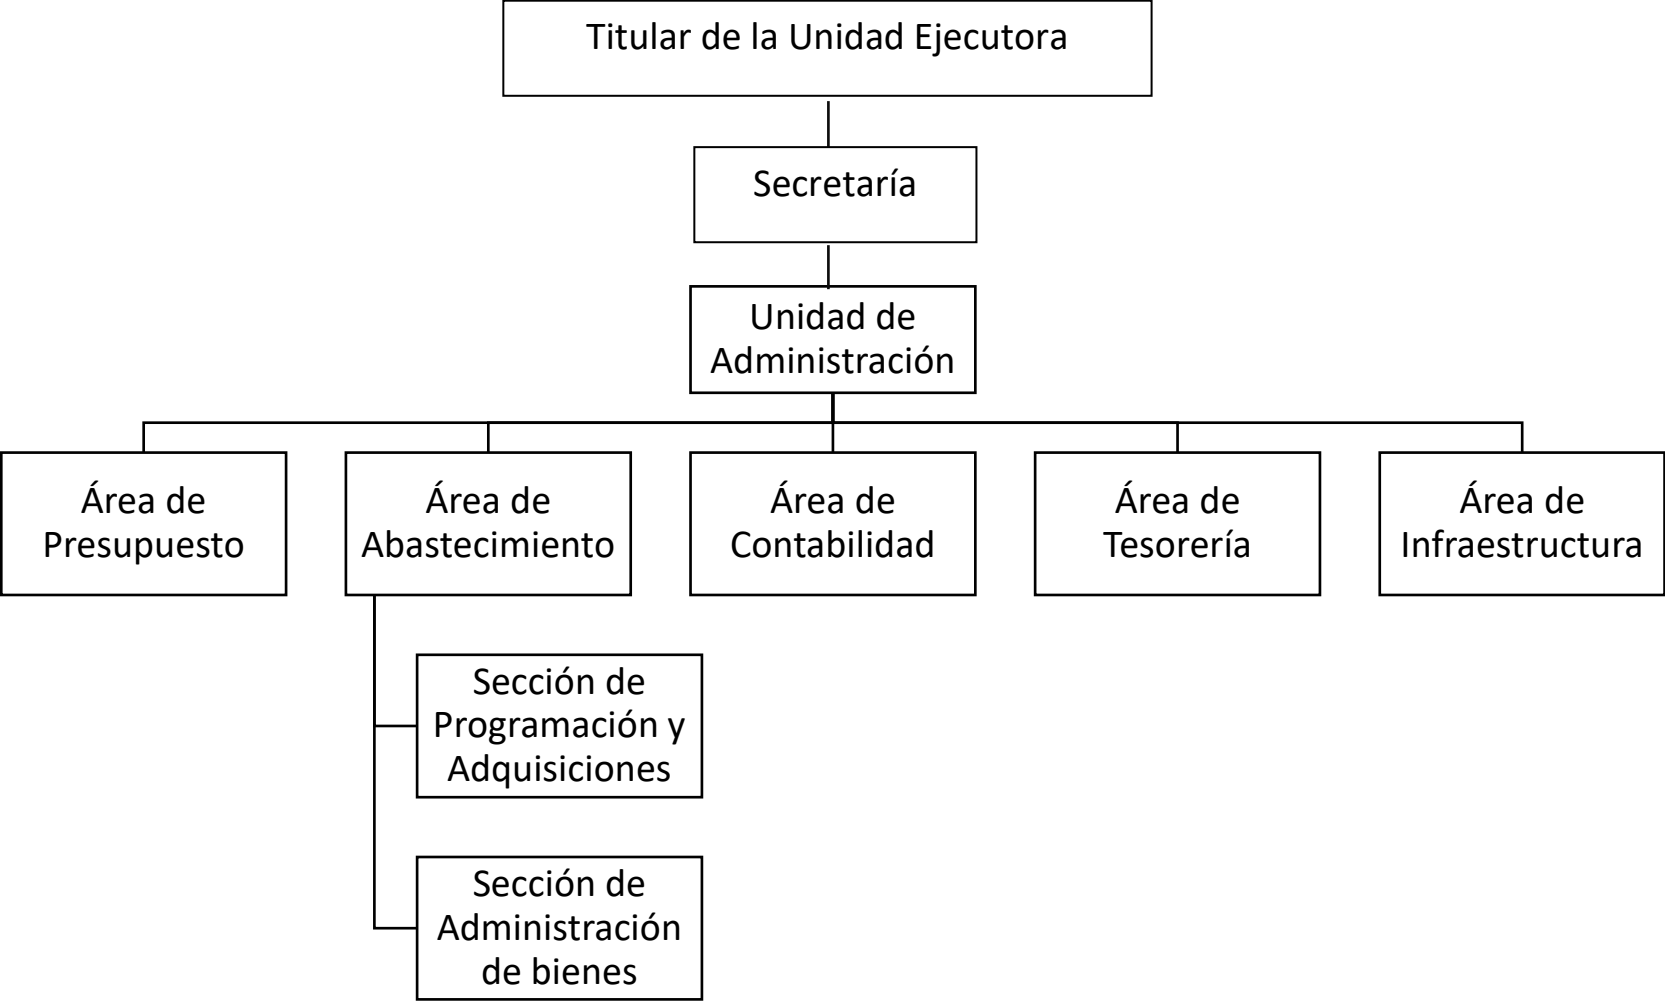 Titular de la Unidad Ejecutora
Secretaría
Unidad de
Administración
Área de
Presupuesto
Área de
Abastecimiento
Área de
Contabilidad
Área de
Tesorería
Área de
Infraestructura
Sección de
Programación y
Adquisiciones
Sección de
Administración
de bienes